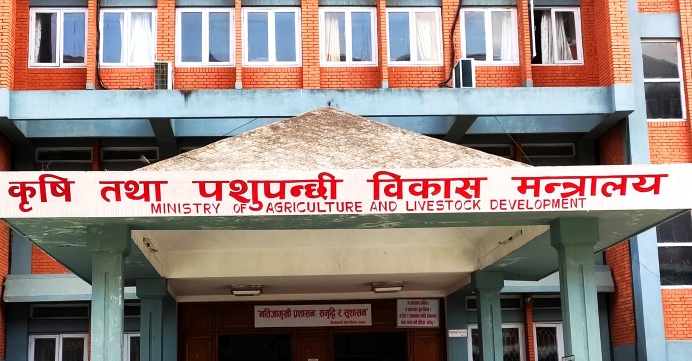 कृषि तथा पशुपन्छी विकास मन्त्रालय
MINISTRY OF AGRICULTURE AND LIVESTOCK DEVELOPMENT
"नतिजामुखी प्रशासनः समृद्धि र सुशासन"